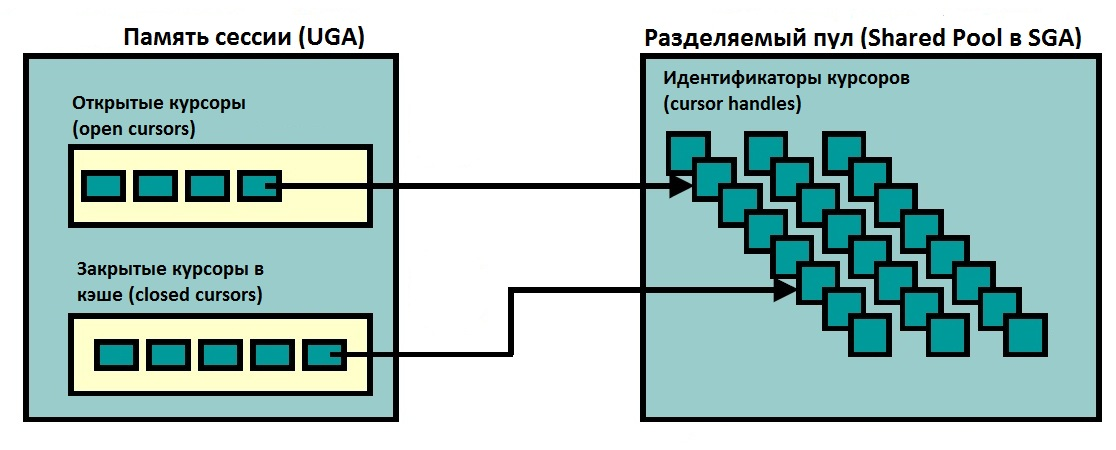 Память сессии (UGA)
Разделяемый пул (Shared Pool в SGA)
Открытые курсоры
(open cursors)
Закрытые курсоры в
кэше (closed cursors)
Идентификаторы курсоров
(cursor handles)